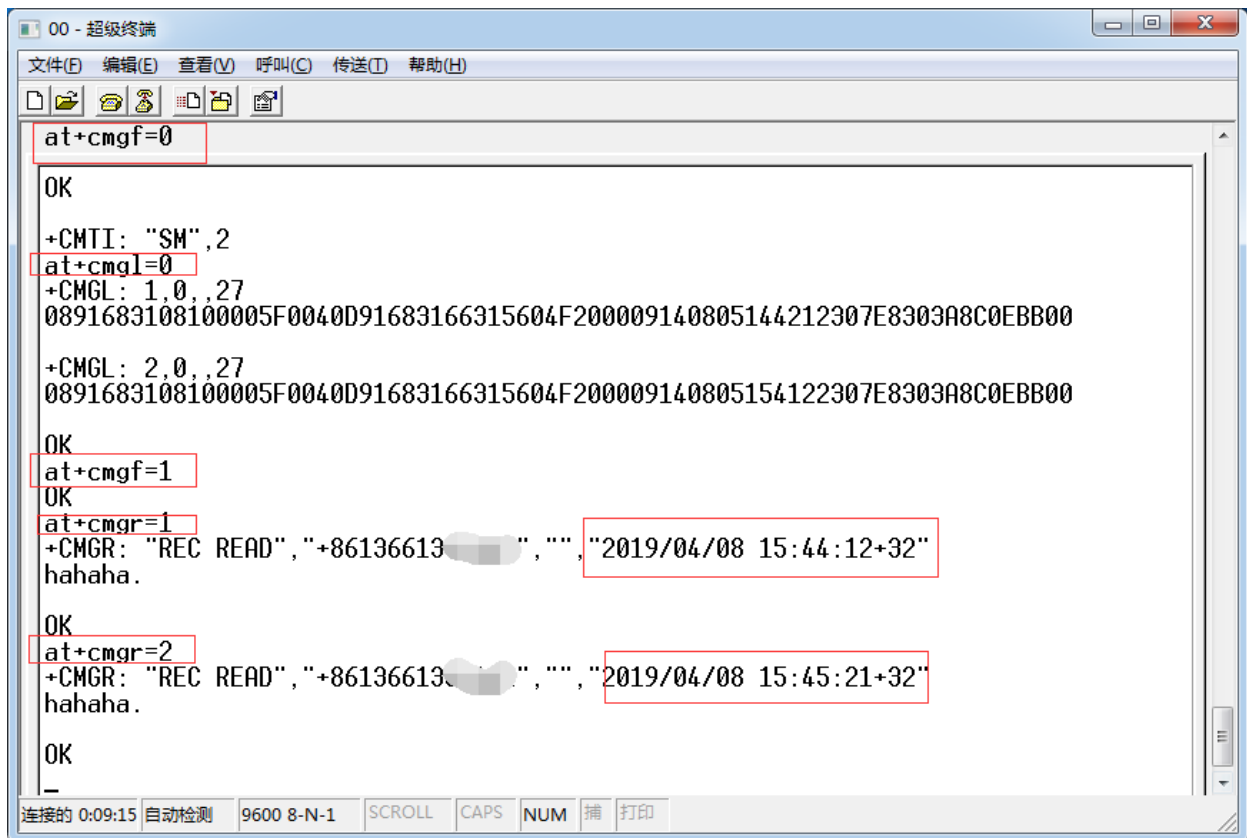 00 - 超级终端
文件(F) 编辑(E) 查看(V) 呼叫(C) 传送(T) 帮助(H)
at+cmgf=0
OK
+CMTI: "SM",2
at+cmgl=0
+CMGL: 1,0,,27
0891683108100005F0040D91683166315604F20000914080514421​2307E8303A8C0EBB00
+CMGL: 2,0,,27
0891683108100005F0040D91683166315604F200009140805154122307E8303A8C0EBB00
OK
at+cmgf=1
OK
at+cmgr=1
+CMGR: "REC READ","+86136613 ","","2019/04/08 15:44:12+32"
hahaha.
OK
at+cmgr=2
+CMGR: "REC READ","+86136613 ","","2019/04/08 15:45:21+32"
hahaha.
OK
连接的 0:09:15 自动检测 9600 8-N-1 SCROLL CAPS NUM 捕 打印